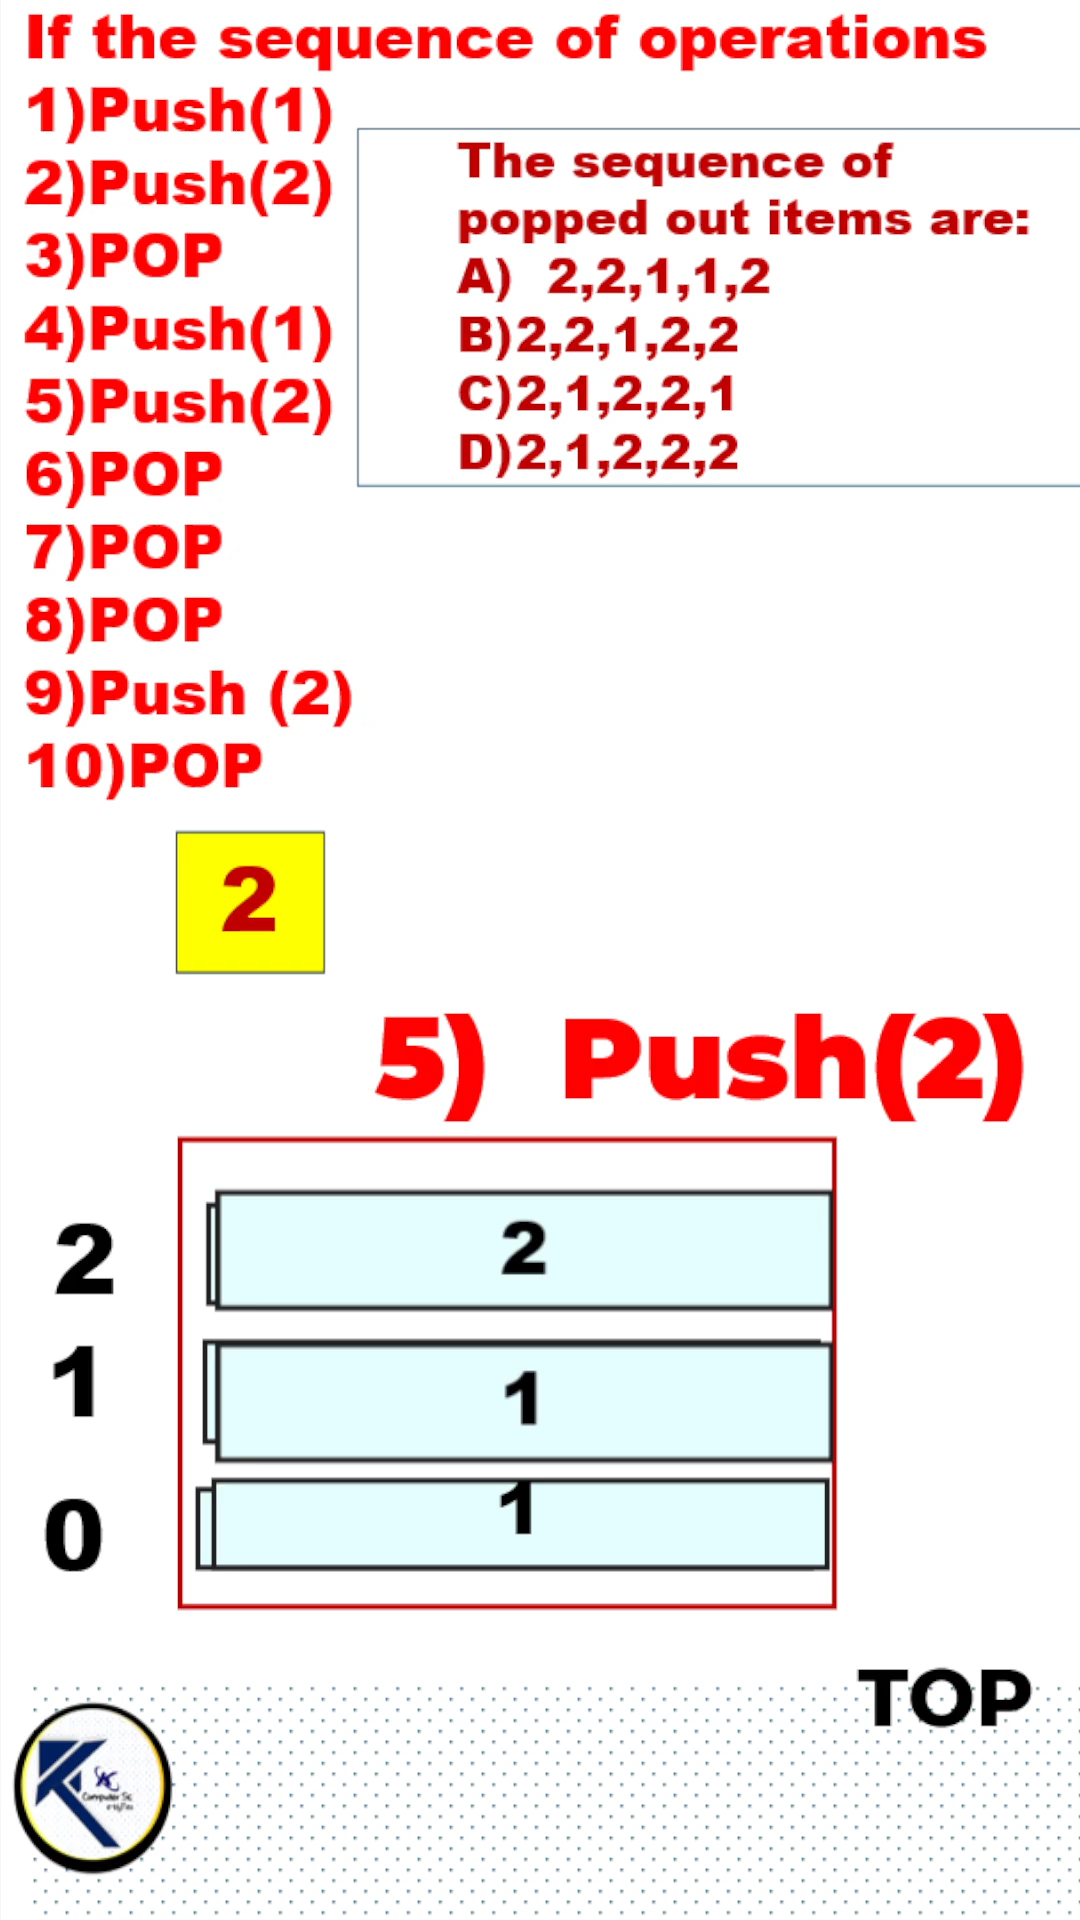 If the sequence of operations
1)Push(1)
2)Push(2)
3)POP
4)Push(1)
5)Push(2)
6)POP
7)POP
8)POP
9)Push (2)
10)POP
The sequence of
popped out items are:
A) 2,2,1,1,2
B)2,2,1,2,2
C)2,1,2,2,1
D)2,1,2,2,2
2
5) Push(2)
2 2
1 1
0 1
TOP
Computer Sc